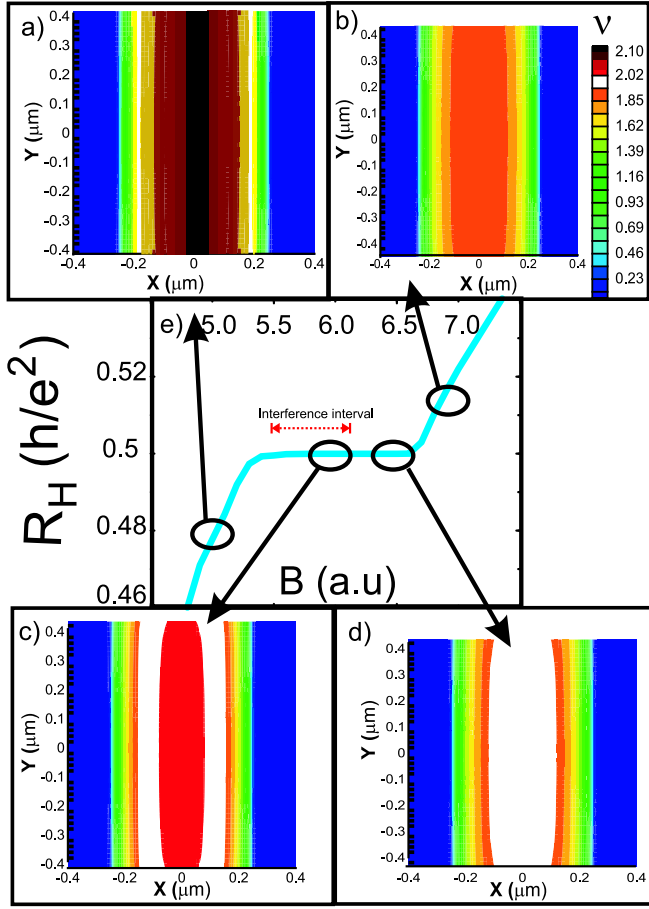 a)
0.4
0.3
0.2
0.1
0
-0.1
-0.2
-0.3
-0.4
Y (μm)
-0.4 -0.2 0 0.2 0.4
X (μm)
b)
0.4
0.3
0.2
0.1
0
-0.1
-0.2
-0.3
-0.4
Y (μm)
-0.4 -0.2 0 0.2 0.4
X (μm)
ν
2.10
2.02
1.85
1.62
1.39
1.16
0.93
0.69
0.46
0.23
e) 5.0 5.5 6.0 6.5 7.0
R_H (h/e²)
0.52
0.5
0.48
0.46
Interference interval
B (a.u)
c)
0.4
0.3
0.2
0.1
0
-0.1
-0.2
-0.3
-0.4
Y (μm)
-0.4 -0.2 0 0.2 0.4
X (μm)
d)
0.4
0.3
0.2
0.1
0
-0.1
-0.2
-0.3
-0.4
Y (μm)
-0.4 -0.2 0 0.2 0.4
X (μm)